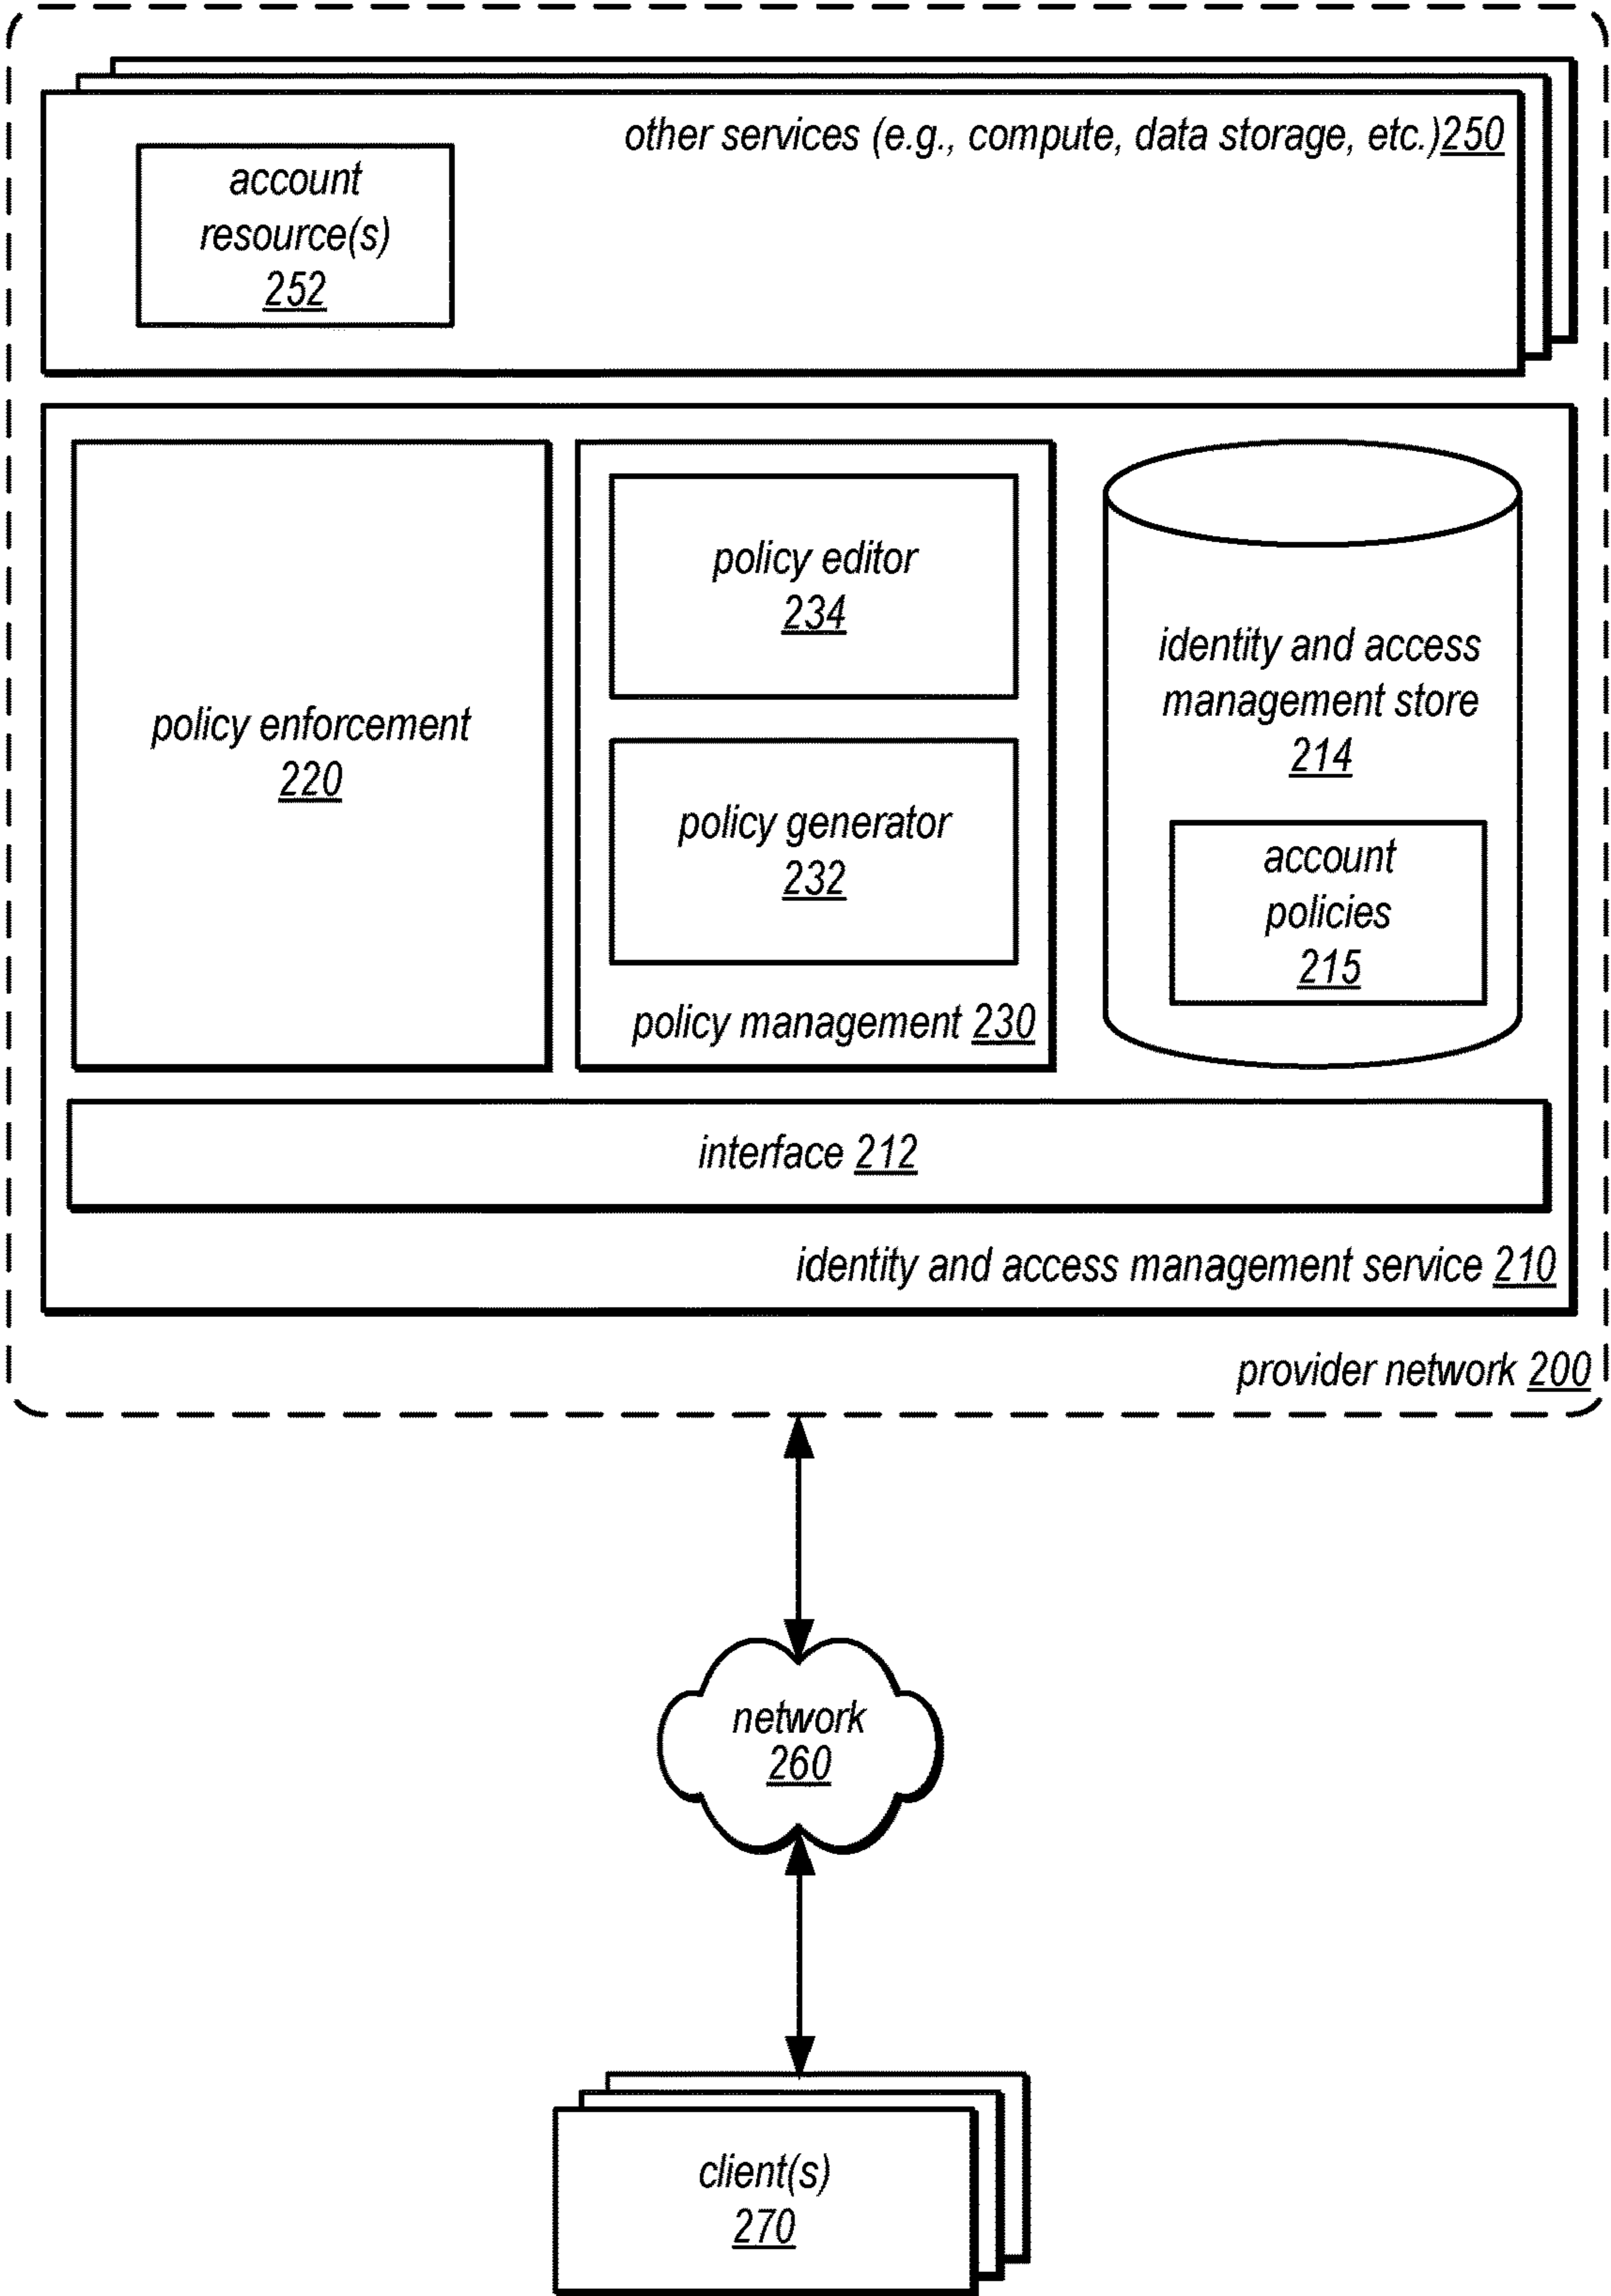 other services (e.g., compute, data storage, etc.)250
account
resource(s)
252
policy enforcement
220
policy editor
234
policy generator
232
policy management 230
identity and access
management store
214
account
policies
215
interface 212
identity and access management service 210
provider network 200
network
260
client(s)
270